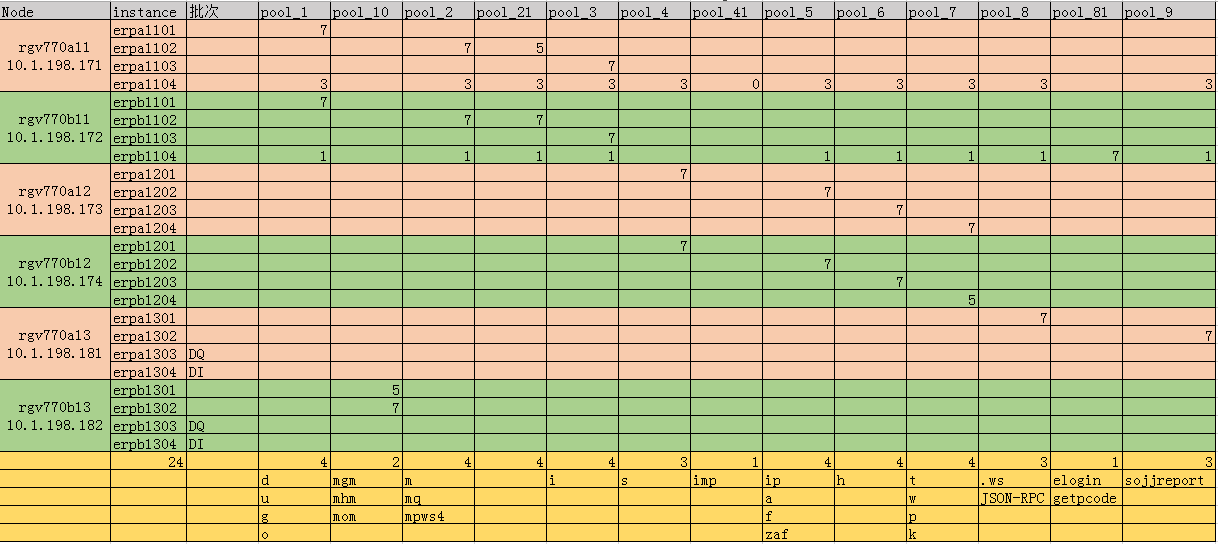 Node instance 批次 pool_1 pool_10 pool_2 pool_21 pool_3 pool_4 pool_41 pool_5 pool_6 pool_7 pool_8 pool_81 pool_9
rgv770a11
10.1.198.171
erpa1101 7
erpa1102 7 5
erpa1103 7
erpa1104 3 3 3 3 3 0 3 3 3 3 3
rgv770b11
10.1.198.172
erpb1101 7
erpb1102 7 7
erpb1103 7
erpb1104 1 1 1 1 1 1 1 1 7 1
rgv770a12
10.1.198.173
erpa1201 7
erpa1202 7
erpa1203 7
erpa1204 7
rgv770b12
10.1.198.174
erpb1201 7
erpb1202 7
erpb1203 7
erpb1204 5
rgv770a13
10.1.198.181
erpa1301 7
erpa1302 7
erpa1303 DQ
erpa1304 DI
rgv770b13
10.1.198.182
erpb1301 5
erpb1302 7
erpb1303 DQ
erpb1304 DI
24 4 2 4 4 4 3 1 4 4 4 3 1 3
d mgm m i s imp ip h t .ws elogin sojjreport
u mhm mq a w JSON-RPC getpcode
g mom mpws4 f p
o zaf k